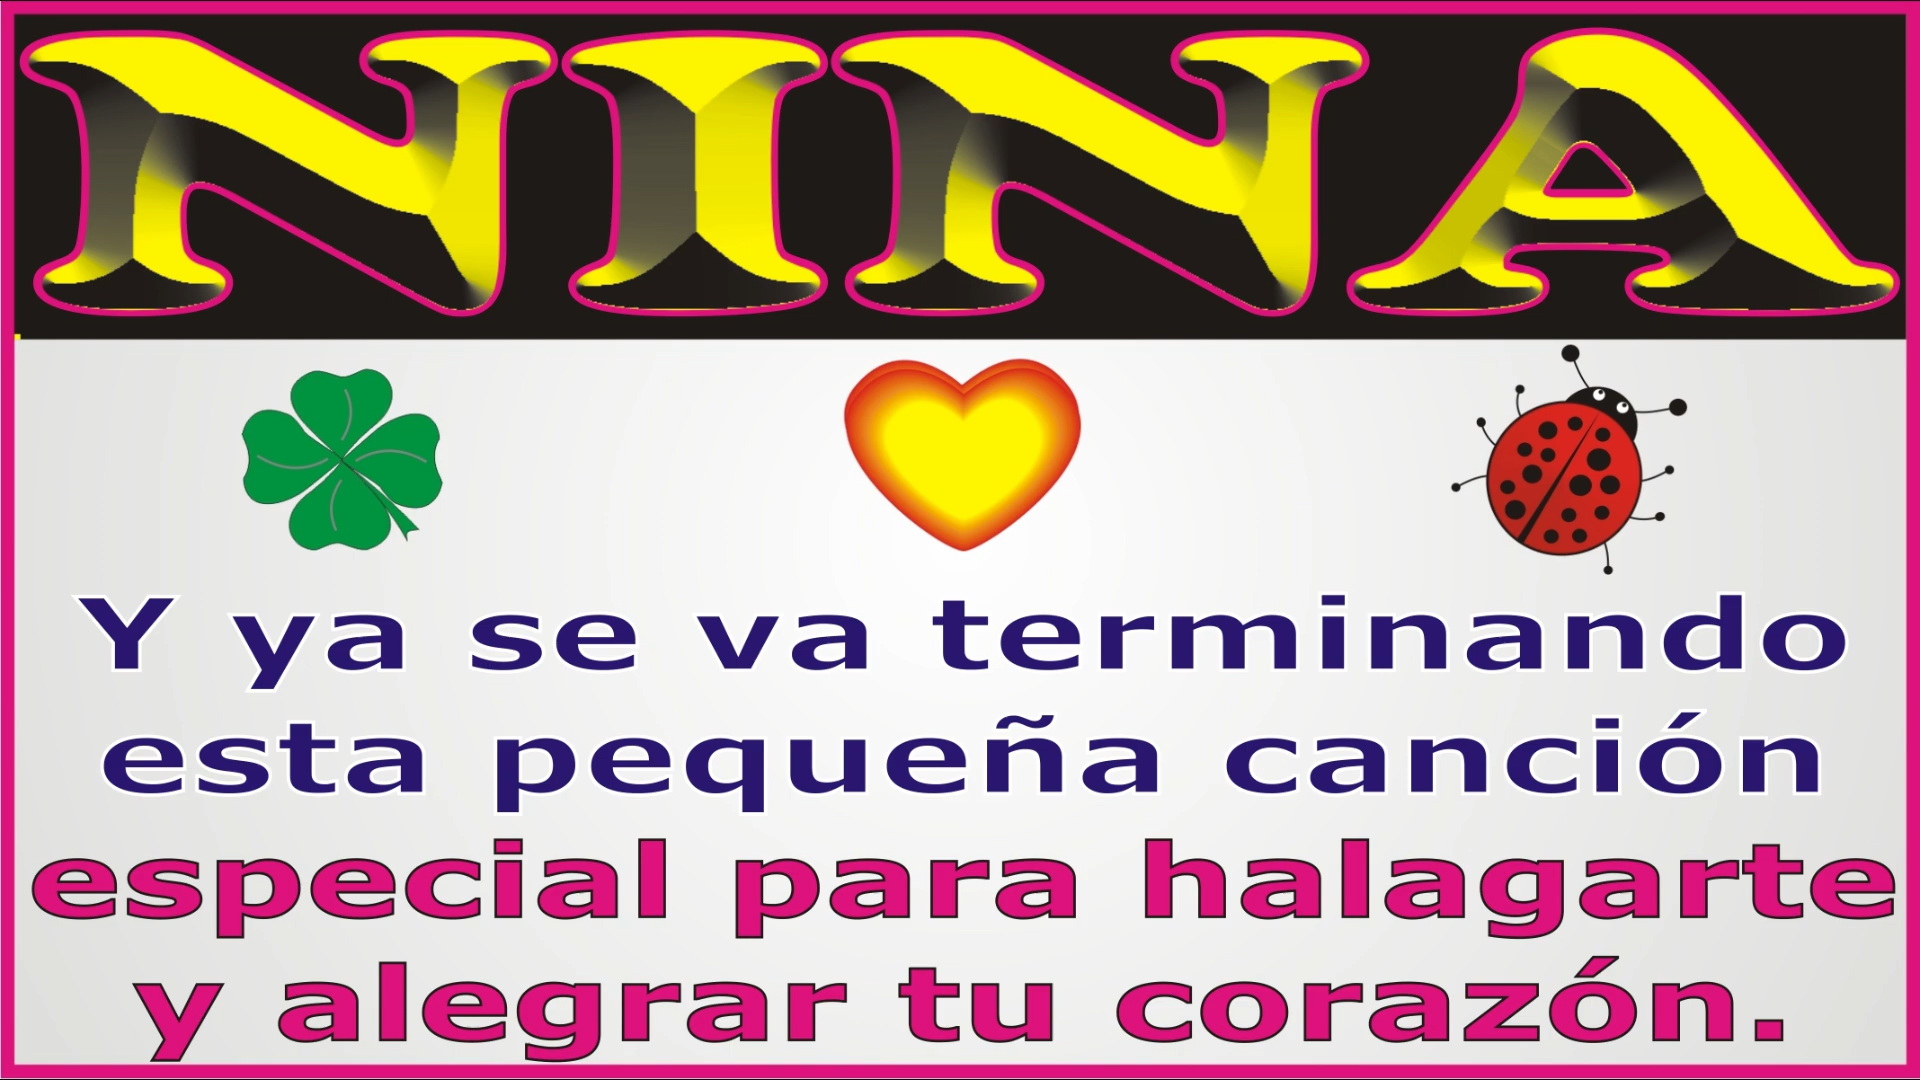 NINA
Y ya se va terminando
esta pequeña canción
especial para halagarte
y alegrar tu corazón.